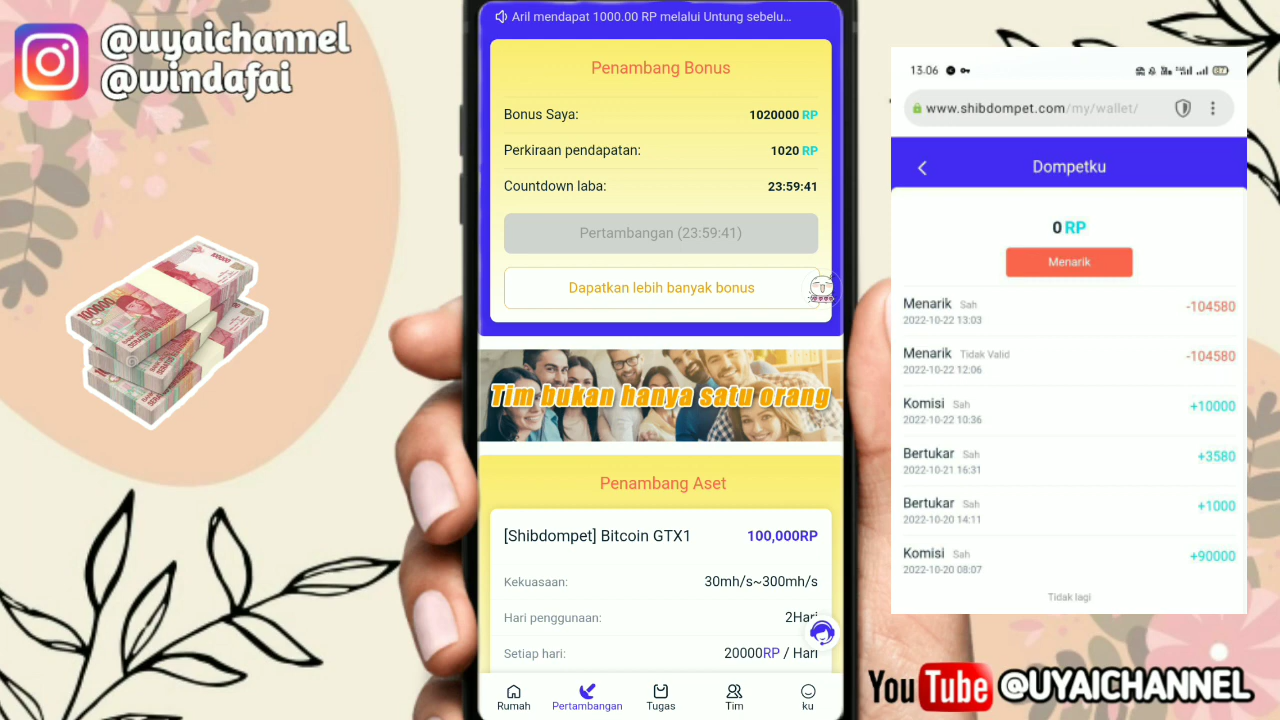 @uyaichannel
@windafai
100000
100000
Aril mendapat 1000.00 RP melalui Untung sebelu...
Penambang Bonus
Bonus Saya: 1020000 RP
Perkiraan pendapatan: 1020 RP
Countdown laba: 23:59:41
Pertambangan (23:59:41)
Dapatkan lebih banyak bonus
Tim bukan hanya satu orang
Penambang Aset
[Shibdompet] Bitcoin GTX1 100,000RP
Kekuasaan: 30mh/s~300mh/s
Hari penggunaan: 2Hari
Setiap hari: 20000RP / Hari
Rumah Pertambangan Tugas Tim ku
13.06
www.shibdompet.com/my/wallet/
Dompetku
0 RP
Menarik
Menarik Sah -104580
2022-10-22 13:03
Menarik Tidak Valid -104580
2022-10-22 12:06
Komisi Sah +10000
2022-10-22 10:36
Bertukar Sah +3580
2022-10-21 16:31
Bertukar Sah +1000
2022-10-20 14:11
Komisi Sah +90000
2022-10-20 08:07
Tidak lagi
YouTube @UYAICHANNEL